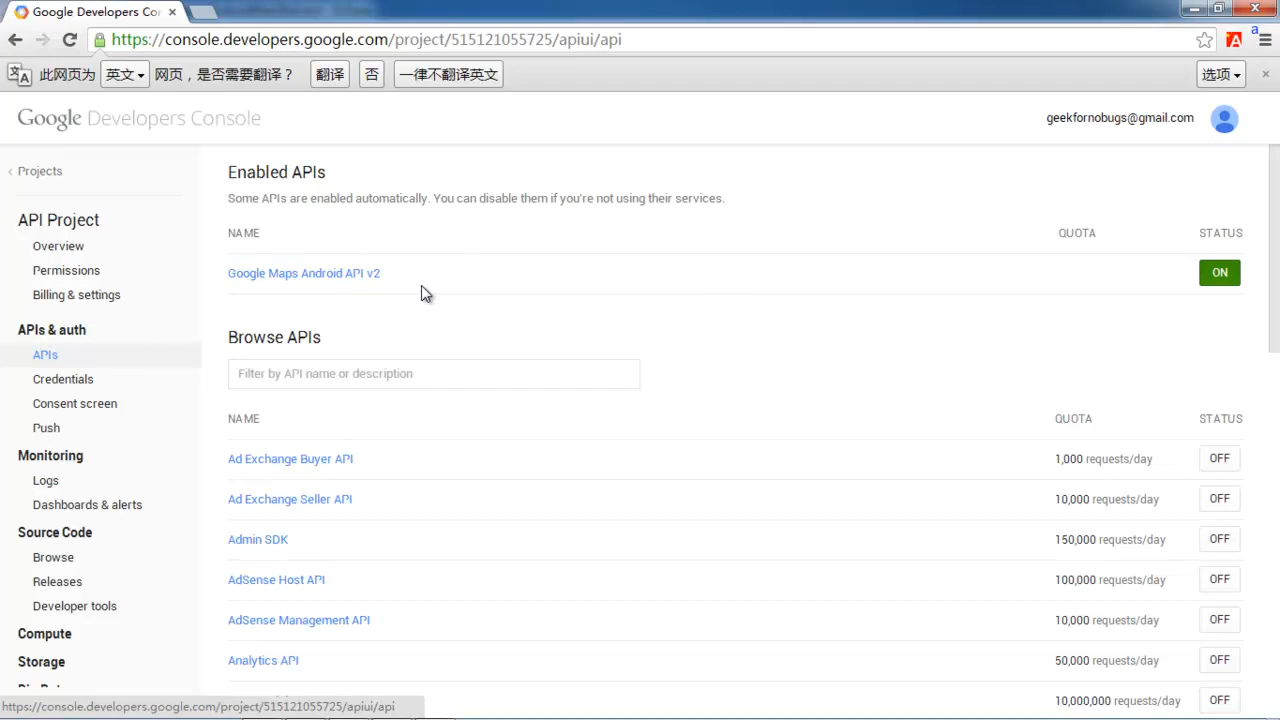 Google Developers Co
https://console.developers.google.com/project/515121055725/apiui/api
此网页为 英文 网页，是否需要翻译？ 翻译 否 一律不翻译英文 选项
Google Developers Console
geekfornobugs@gmail.com
Projects
API Project
Overview
Permissions
Billing & settings
APIs & auth
APIs
Credentials
Consent screen
Push
Monitoring
Logs
Dashboards & alerts
Source Code
Browse
Releases
Developer tools
Compute
Storage
Enabled APIs
Some APIs are enabled automatically. You can disable them if you're not using their services.
NAME QUOTA STATUS
Google Maps Android API v2 ON
Browse APIs
Filter by API name or description
NAME QUOTA STATUS
Ad Exchange Buyer API 1,000 requests/day OFF
Ad Exchange Seller API 10,000 requests/day OFF
Admin SDK 150,000 requests/day OFF
AdSense Host API 100,000 requests/day OFF
AdSense Management API 10,000 requests/day OFF
Analytics API 50,000 requests/day OFF
10,000,000 requests/day OFF
https://console.developers.google.com/project/515121055725/apiui/api